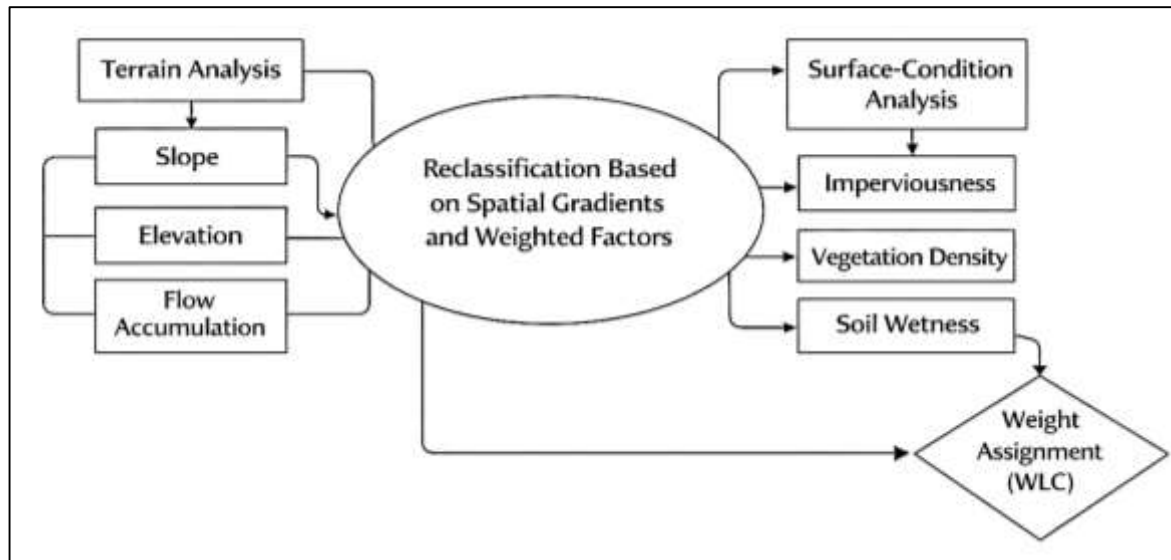 Terrain Analysis
Slope
Elevation
Flow
Accumulation
Reclassification Based
on Spatial Gradients
and Weighted Factors
Surface-Condition
Analysis
Imperviousness
Vegetation Density
Soil Wetness
Weight
Assignment
(WLC)